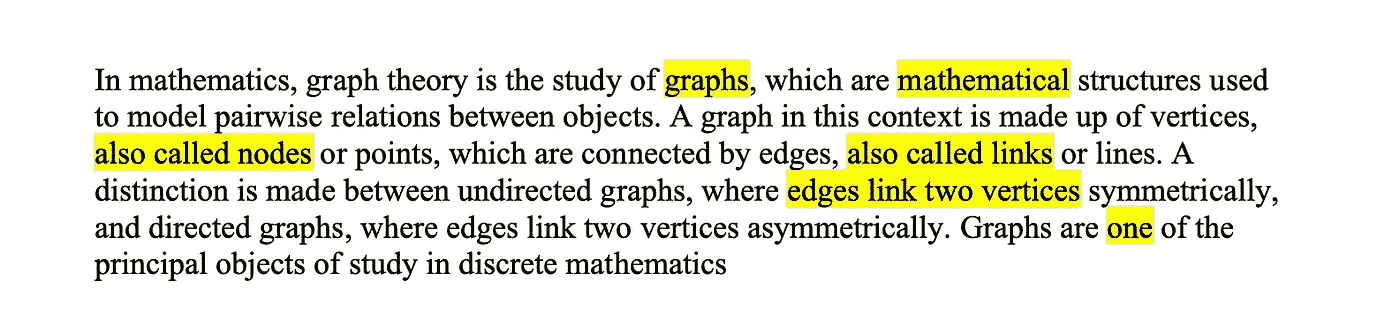 In mathematics, graph theory is the study of graphs, which are mathematical structures used
to model pairwise relations between objects. A graph in this context is made up of vertices,
also called nodes or points, which are connected by edges, also called links or lines. A
distinction is made between undirected graphs, where edges link two vertices symmetrically,
and directed graphs, where edges link two vertices asymmetrically. Graphs are one of the
principal objects of study in discrete mathematics